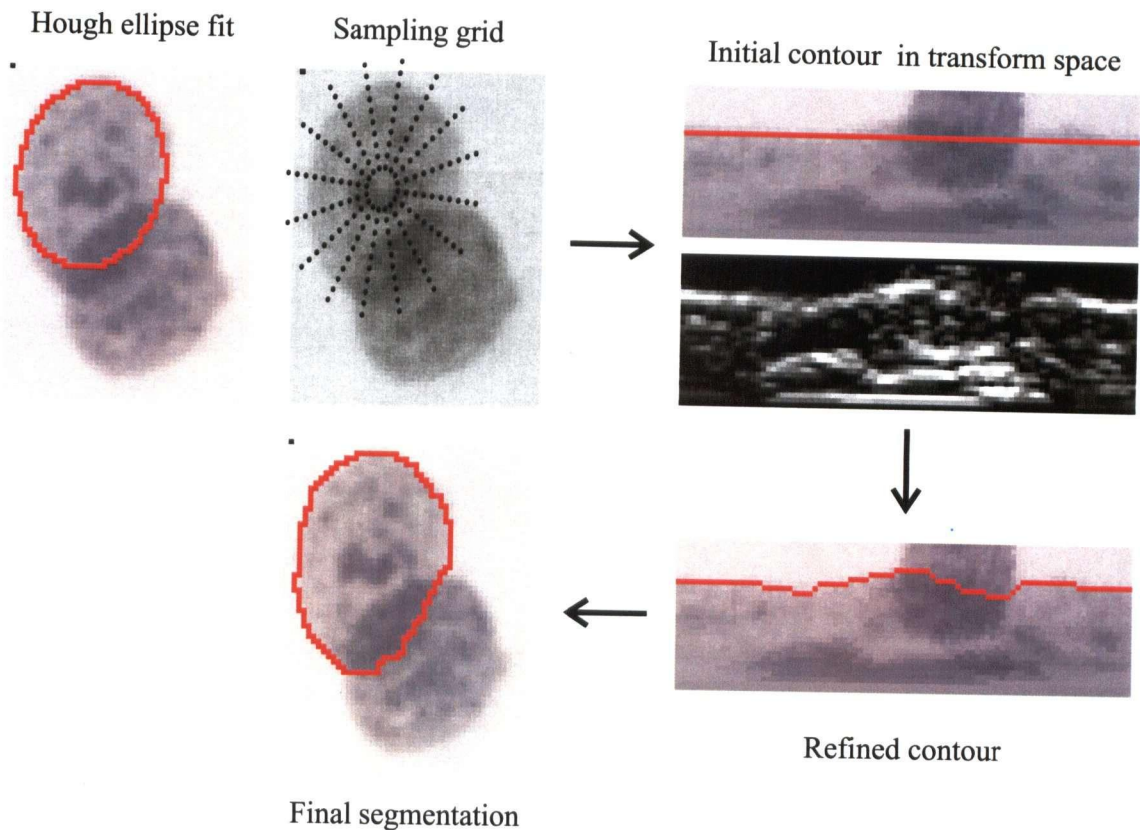 Hough ellipse fit
Sampling grid
Initial contour in transform space
Refined contour
Final segmentation